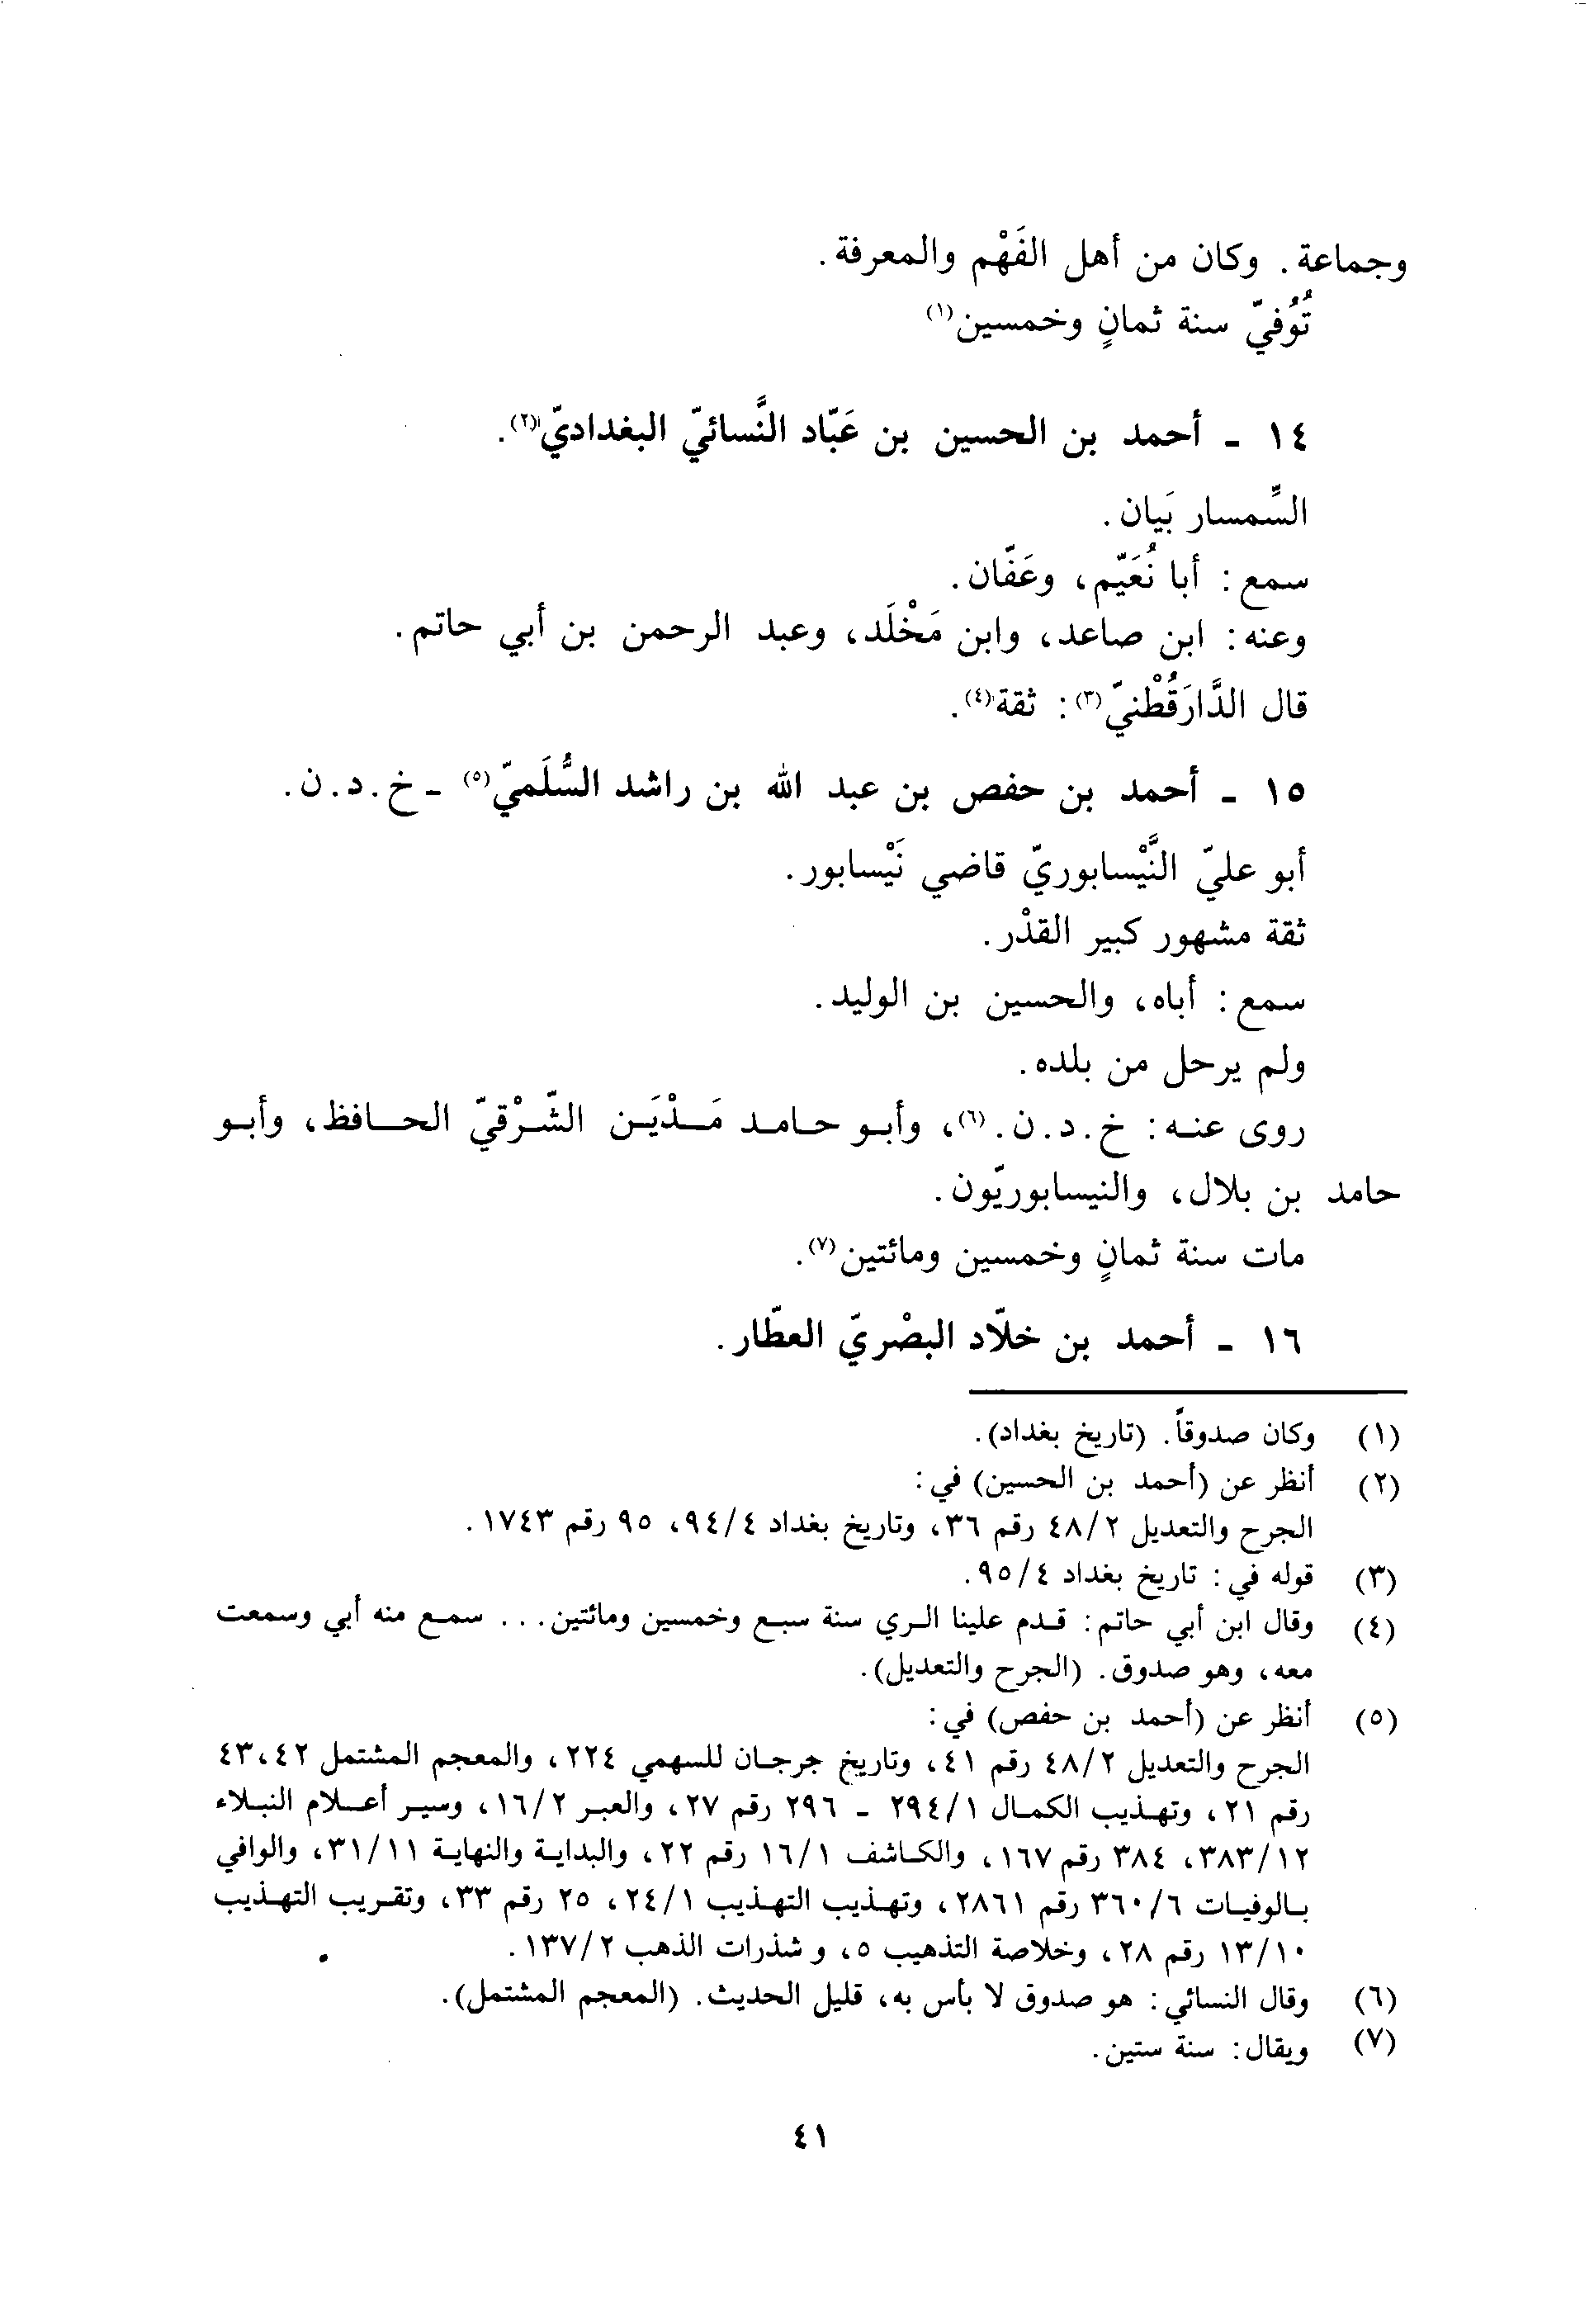 وجماعة. وكان من أهل الفَهْم والمعرفة.
تُوُفيّ سنة ثمانٍ وخمسين(١)
١٤ - أحمد بن الحسين بن عَبّاد النَّسائيّ البغداديّ(٢).
السِّمسار بَيان.
سمع: أبا نُعَيّم، وعَفّان.
وعنه: ابن صاعد، وابن مَخْلَد، وعبد الرحمن بن أبي حاتم.
قال الدَّارَقُطْنيّ(٣): ثقة(٤).
١٥ - أحمد بن حفص بن عبد الله بن راشد السُّلَميّ(٥) - خ. د. ن.
أبو عليّ النَّيْسابوريّ قاضي نَيْسابور.
ثقة مشهور كبير القدْر.
سمع: أباه، والحسين بن الوليد.
ولم يرحل من بلده.
روى عنه: خ. د. ن.(٦)، وأبو حامد مَدْيَن الشّرْقيّ الحافظ، وأبو
حامد بن بلال، والنيسابوريّون.
مات سنة ثمانٍ وخمسين ومائتين(٧).
١٦ - أحمد بن خلّاد البصْريّ العطّار.
(١) وكان صدوقاً. (تاريخ بغداد).
(٢) أنظر عن (أحمد بن الحسين) في:
الجرح والتعديل ٤٨/٢ رقم ٣٦، وتاريخ بغداد ٩٤/٤، ٩٥ رقم ١٧٤٣.
(٣) قوله في: تاريخ بغداد ٩٥/٤.
(٤) وقال ابن أبي حاتم: قدم علينا الري سنة سبع وخمسين ومائتين... سمع منه أبي وسمعت
معه، وهو صدوق. (الجرح والتعديل).
(٥) أنظر عن (أحمد بن حفص) في:
الجرح والتعديل ٤٨/٢ رقم ٤١، وتاريخ جرجان للسهمي ٢٢٤، والمعجم المشتمل ٤٢، ٤٣
رقم ٢١، وتهذيب الكمال ٢٩٤/١ - ٢٩٦ رقم ٢٧، والعبر ١٦/٢، وسير أعلام النبلاء
٣٨٣/١٢، ٣٨٤ رقم ١٦٧، والكاشف ١٦/١ رقم ٢٢، والبداية والنهاية ٣١/١١، والوافي
بالوفيات ٣٦٠/٦ رقم ٢٨٦١، وتهذيب التهذيب ٢٤/١، ٢٥ رقم ٣٣، وتقريب التهذيب
١٣/١٠ رقم ٢٨، وخلاصة التذهيب ٥، و شذرات الذهب ١٣٧/٢.
(٦) وقال النسائي: هو صدوق لا بأس به، قليل الحديث. (المعجم المشتمل).
(٧) ويقال: سنة ستين.
٤١